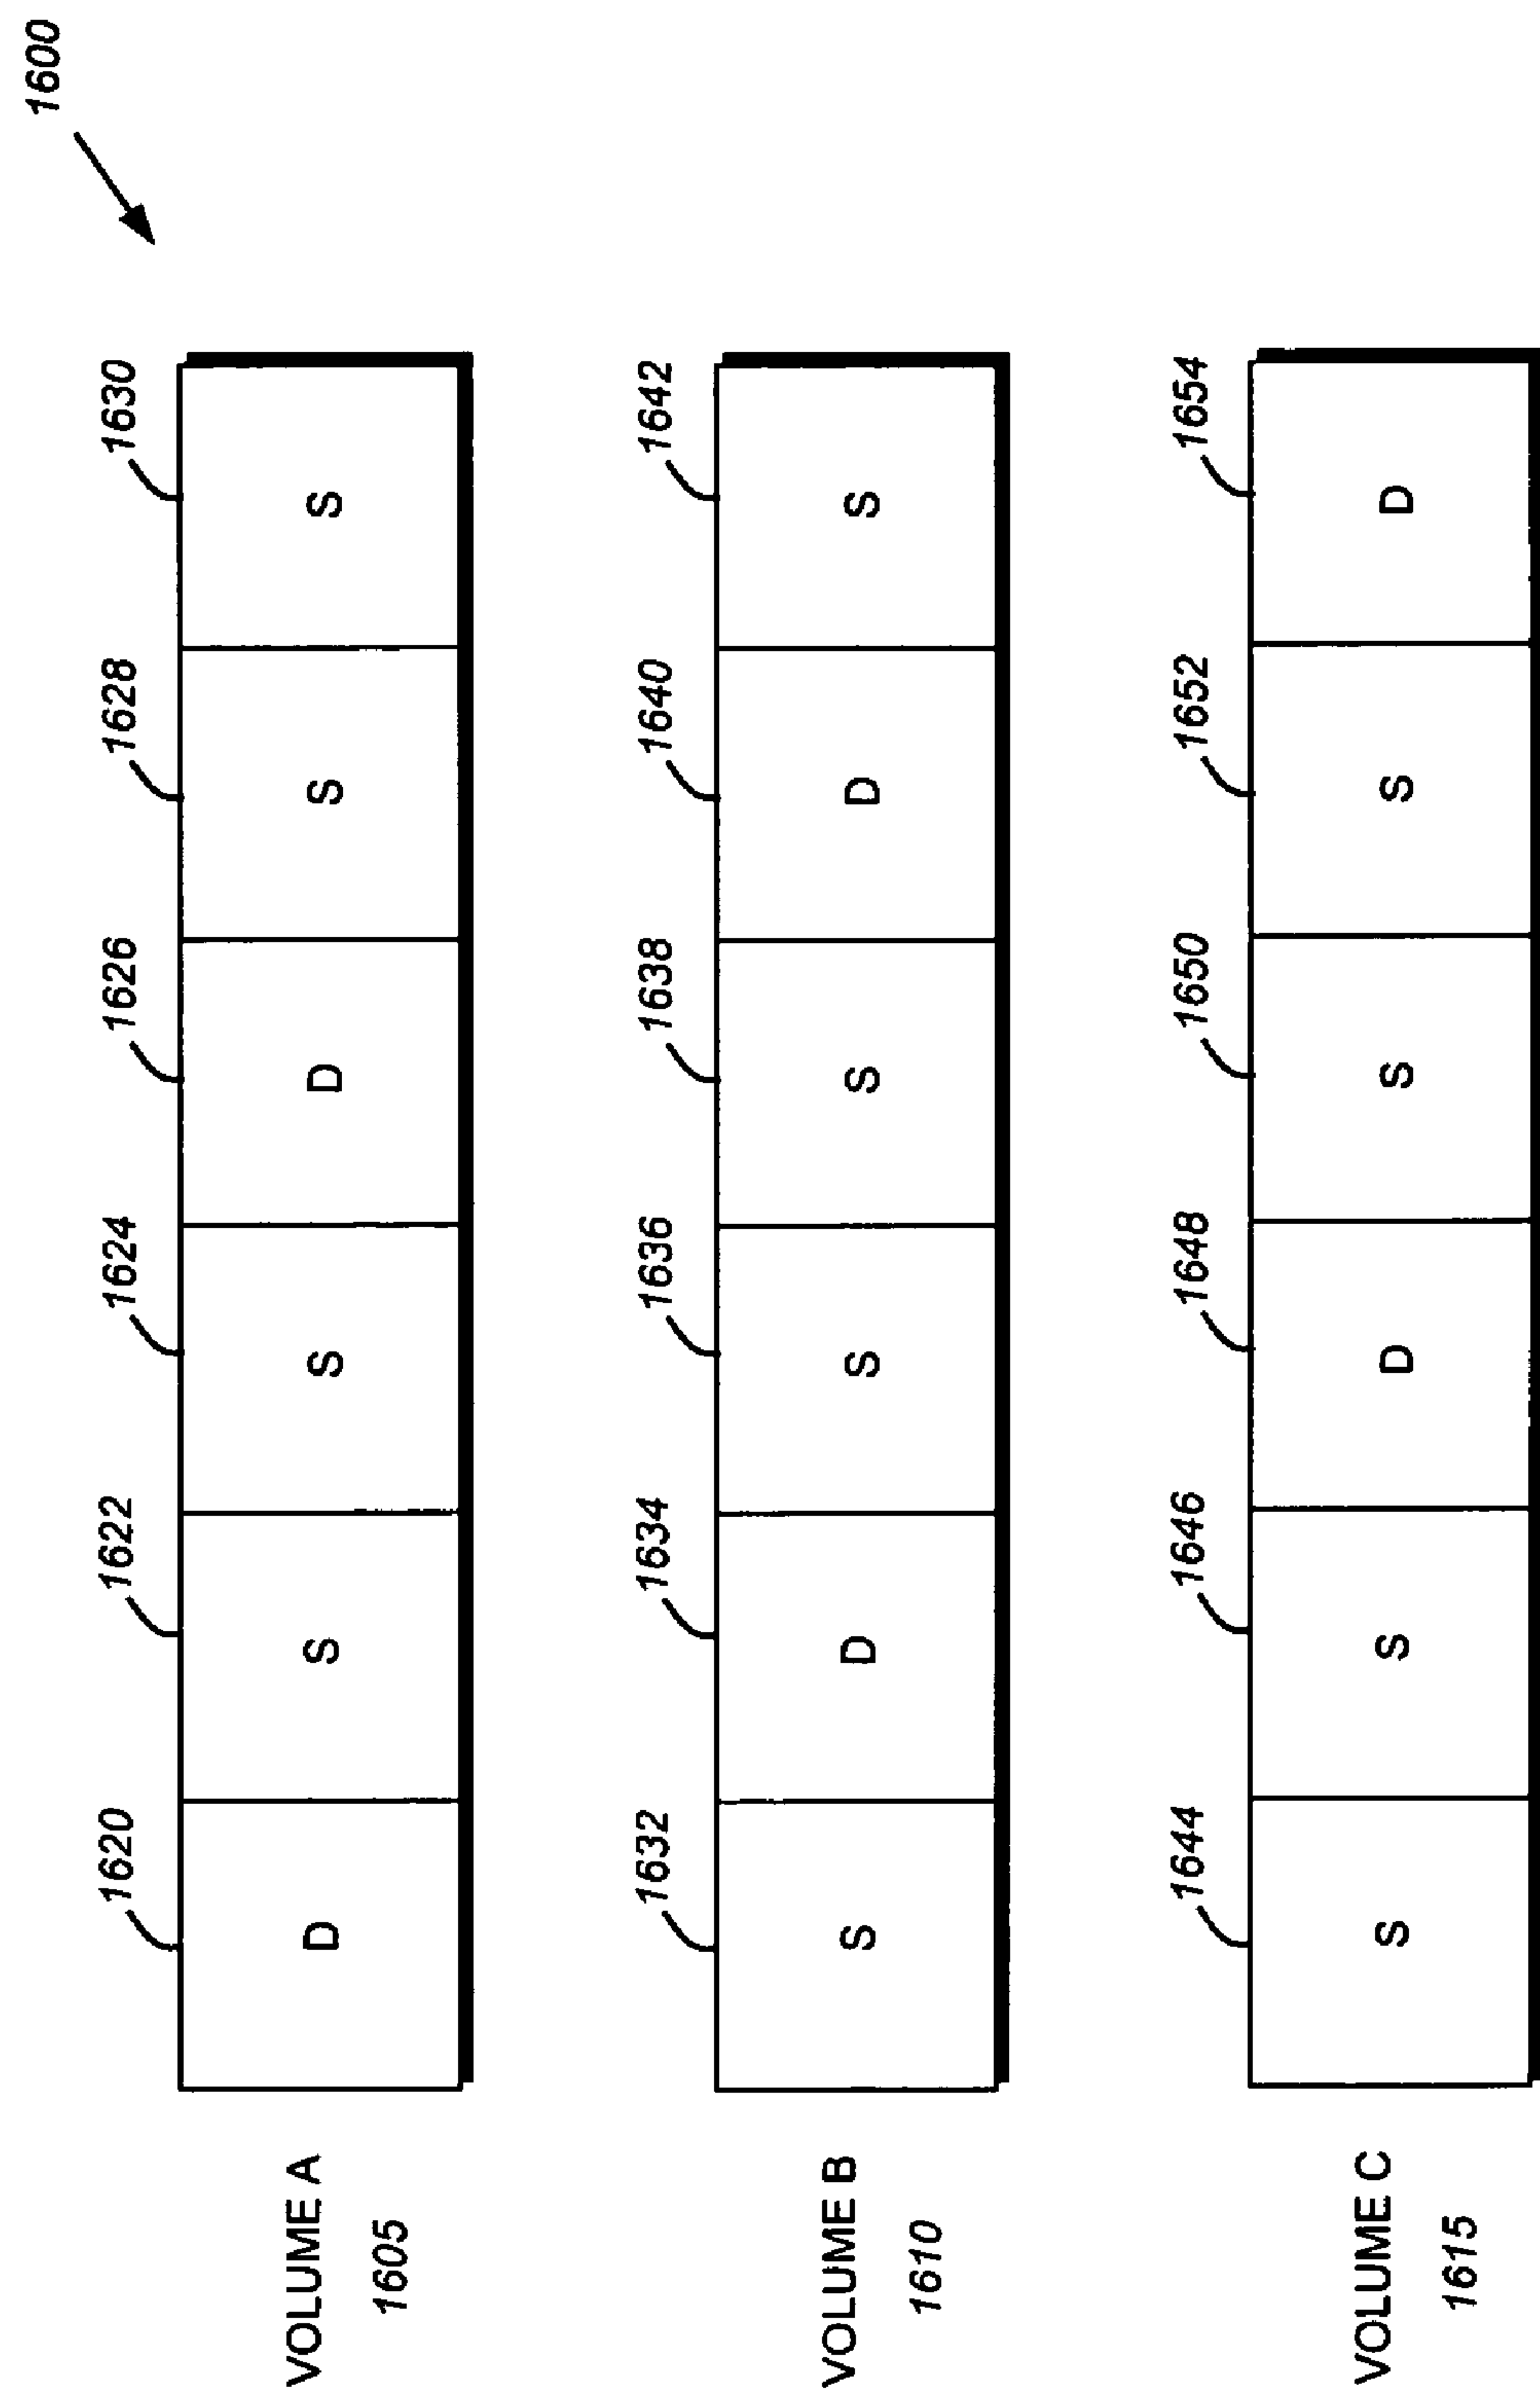 1600
1620 1622 1624 1626 1628 1630
D S S D S S
VOLUME A
1605
1632 1634 1636 1638 1640 1642
S D S S D S
VOLUME B
1610
1644 1646 1648 1650 1652 1654
S S D S S D
VOLUME C
1615